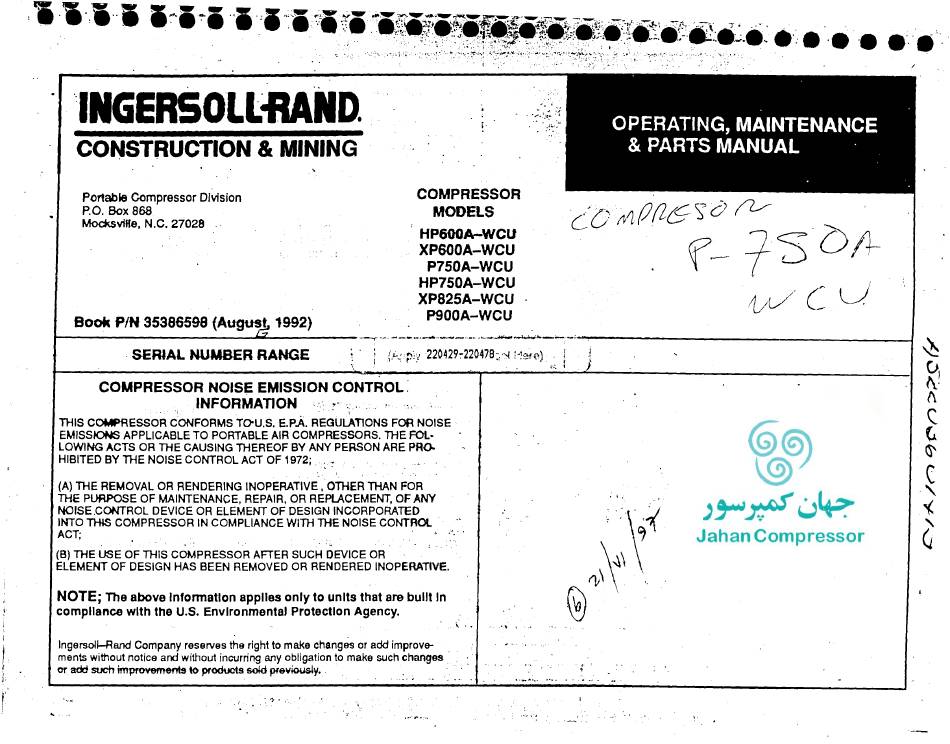 INGERSOLL-RAND.
CONSTRUCTION & MINING
OPERATING, MAINTENANCE
& PARTS MANUAL
Portable Compressor Division
P.O. Box 868
Mocksville, N.C. 27028
COMPRESSOR
MODELS
HP600A–WCU
XP600A–WCU
P750A–WCU
HP750A–WCU
XP825A–WCU
P900A–WCU
COMPRESOR
P-750A
WCU
Book P/N 35386598 (August, 1992)
SERIAL NUMBER RANGE
220429-220478
COMPRESSOR NOISE EMISSION CONTROL
INFORMATION
THIS COMPRESSOR CONFORMS TO U.S. E.P.A. REGULATIONS FOR NOISE
EMISSIONS APPLICABLE TO PORTABLE AIR COMPRESSORS. THE FOL-
LOWING ACTS OR THE CAUSING THEREOF BY ANY PERSON ARE PRO-
HIBITED BY THE NOISE CONTROL ACT OF 1972;
(A) THE REMOVAL OR RENDERING INOPERATIVE, OTHER THAN FOR
THE PURPOSE OF MAINTENANCE, REPAIR, OR REPLACEMENT, OF ANY
NOISE CONTROL DEVICE OR ELEMENT OF DESIGN INCORPORATED
INTO THIS COMPRESSOR IN COMPLIANCE WITH THE NOISE CONTROL
ACT;
(B) THE USE OF THIS COMPRESSOR AFTER SUCH DEVICE OR
ELEMENT OF DESIGN HAS BEEN REMOVED OR RENDERED INOPERATIVE.
NOTE; The above information applies only to units that are built in
compliance with the U.S. Environmental Protection Agency.
Ingersoll–Rand Company reserves the right to make changes or add improve-
ments without notice and without incurring any obligation to make such changes
or add such improvements to products sold previously.
جهان کمپرسور
Jahan Compressor